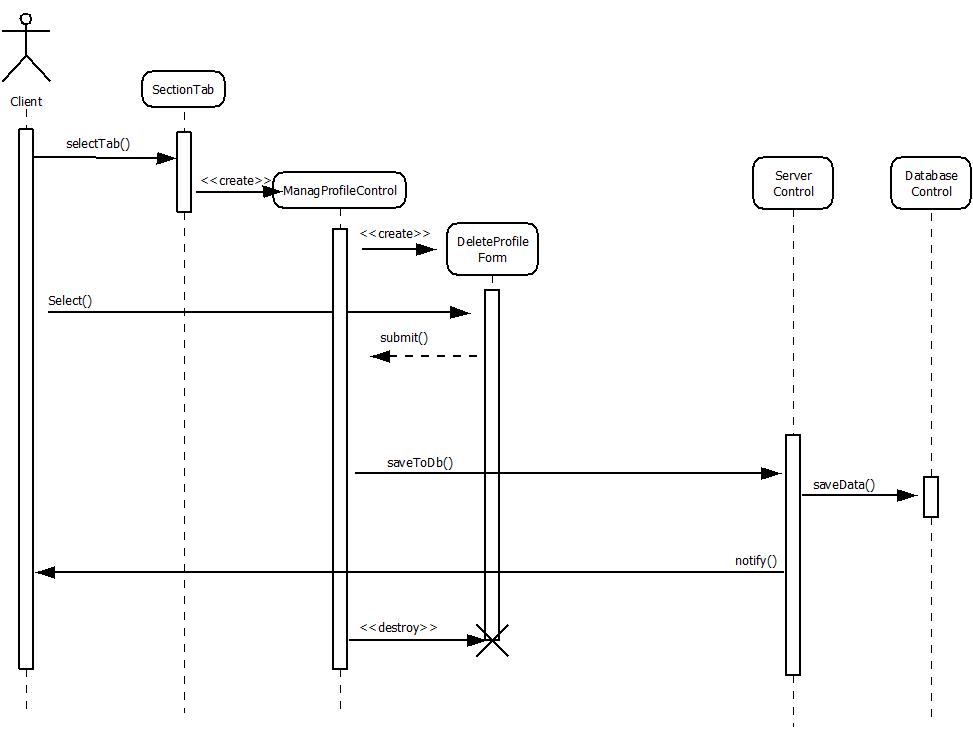 Client
SectionTab
selectTab()
<<create>>
ManagProfileControl
Server
Control
Database
Control
<<create>>
DeleteProfile
Form
Select()
submit()
saveToDb()
saveData()
notify()
<<destroy>>